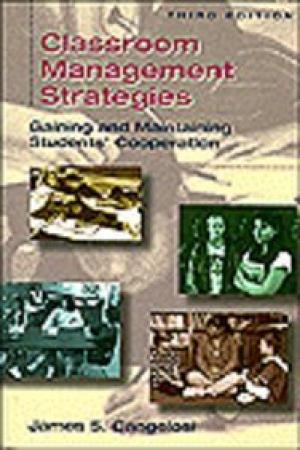 THIRD EDITION
Classroom
Management
Strategies
Gaining and Maintaining
Students' Cooperation
James S. Cangelosi